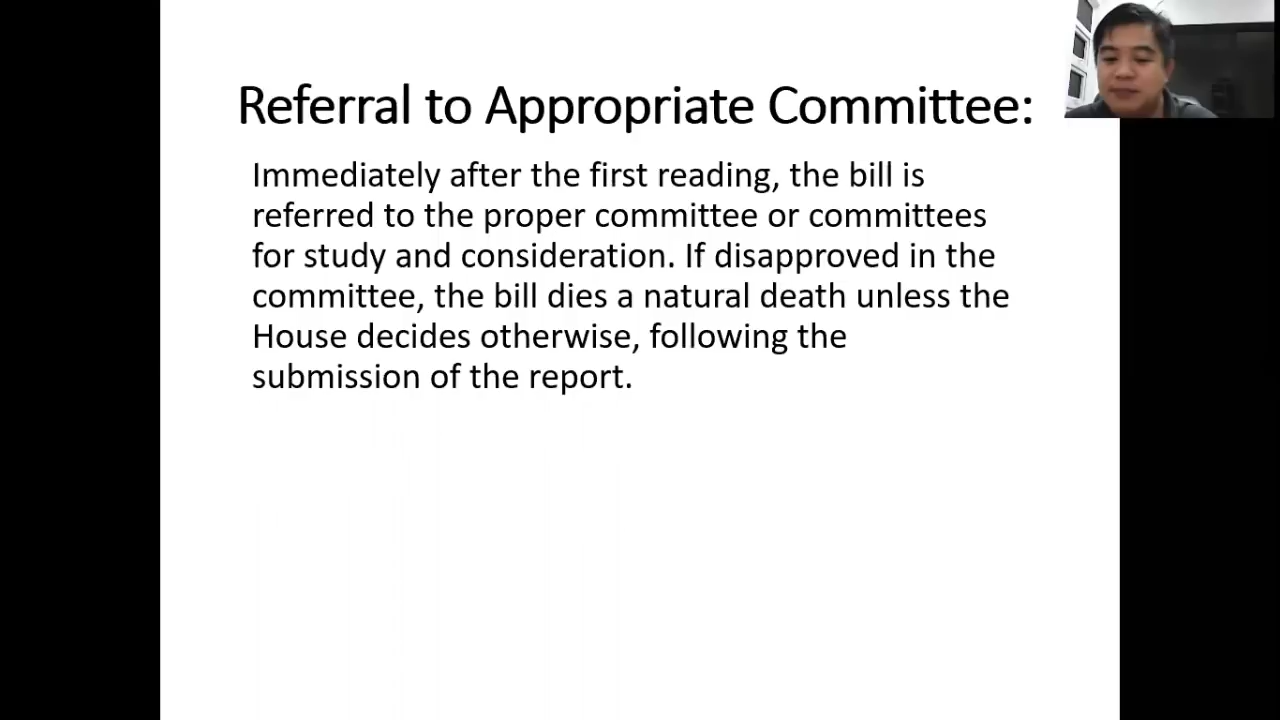 Referral to Appropriate Committee:
Immediately after the first reading, the bill is
referred to the proper committee or committees
for study and consideration. If disapproved in the
committee, the bill dies a natural death unless the
House decides otherwise, following the
submission of the report.